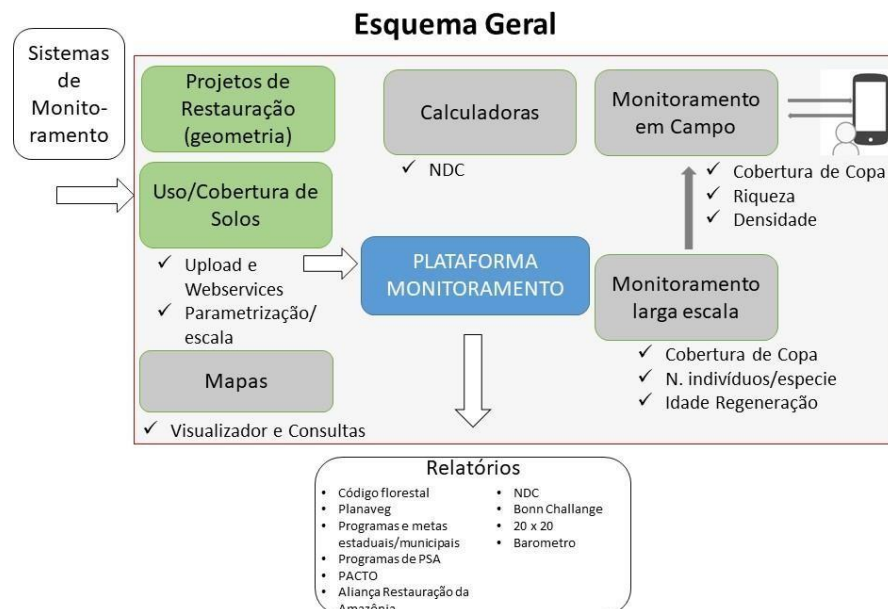 Esquema Geral
Sistemas
de
Monito-
ramento
Projetos de
Restauração
(geometria)
Calculadoras
✓ NDC
Monitoramento
em Campo
✓ Cobertura de Copa
✓ Riqueza
✓ Densidade
Uso/Cobertura de
Solos
✓ Upload e
Webservices
✓ Parametrização/
escala
PLATAFORMA
MONITORAMENTO
Monitoramento
larga escala
✓ Cobertura de Copa
✓ N. indivíduos/especie
✓ Idade Regeneração
Mapas
✓ Visualizador e Consultas
Relatórios
• Código florestal
• Planaveg
• Programas e metas
estaduais/municipais
• Programas de PSA
• PACTO
• Aliança Restauração da
Amazônia
• NDC
• Bonn Challange
• 20 x 20
• Barometro